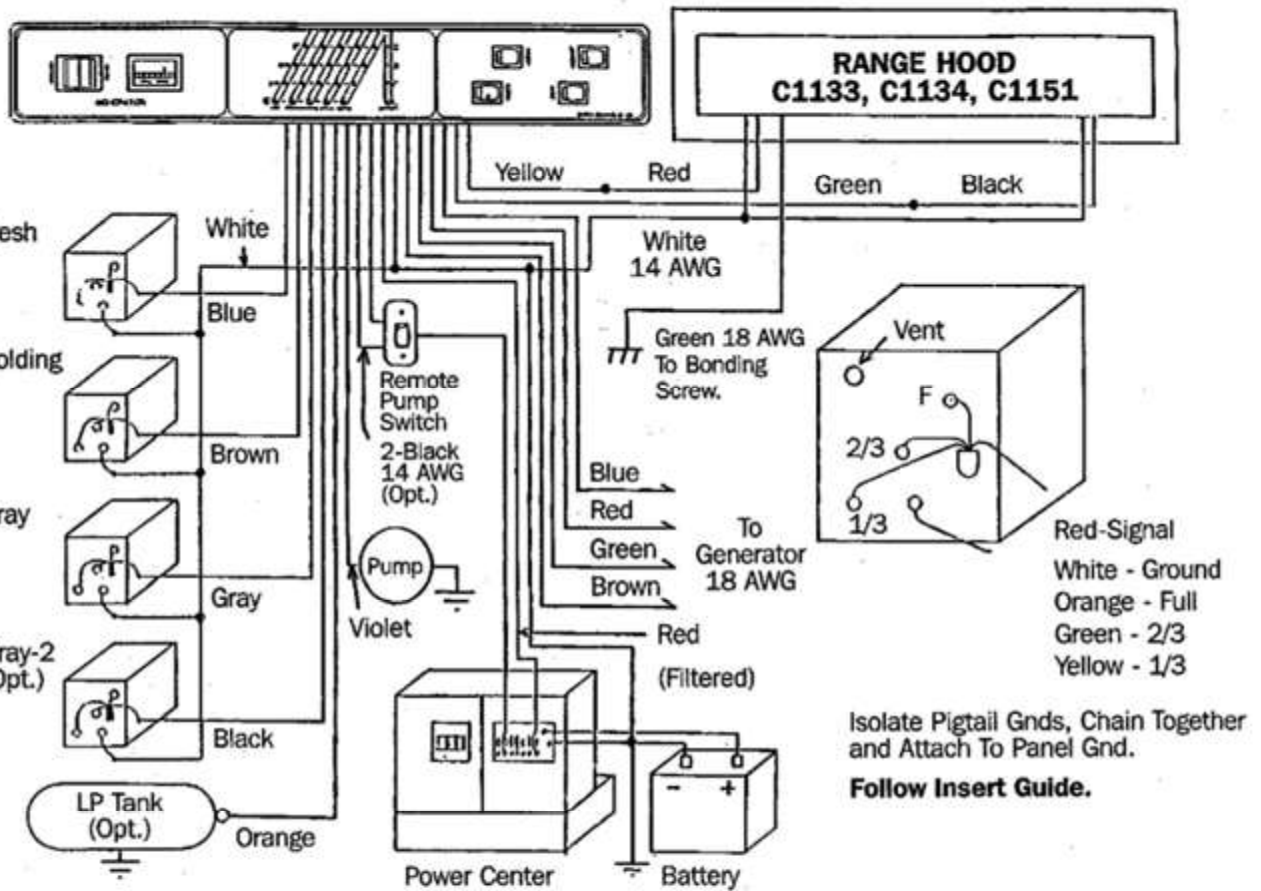 RANGE HOOD
C1133, C1134, C1151
Yellow
Red
Green
Black
esh
White
White
14 AWG
Blue
Vent
Green 18 AWG
To Bonding
Screw.
olding
Remote
Pump
Switch
F
2/3
Brown
2-Black
14 AWG
(Opt.)
Blue
1/3
ray
Red
To
Generator
18 AWG
Green
Brown
Red-Signal
White - Ground
Orange - Full
Green - 2/3
Yellow - 1/3
Pump
Gray
Violet
Red
(Filtered)
ray-2
Opt.)
Black
Isolate Pigtail Gnds, Chain Together
and Attach To Panel Gnd.
Follow Insert Guide.
LP Tank
(Opt.)
Orange
- +
Power Center
Battery